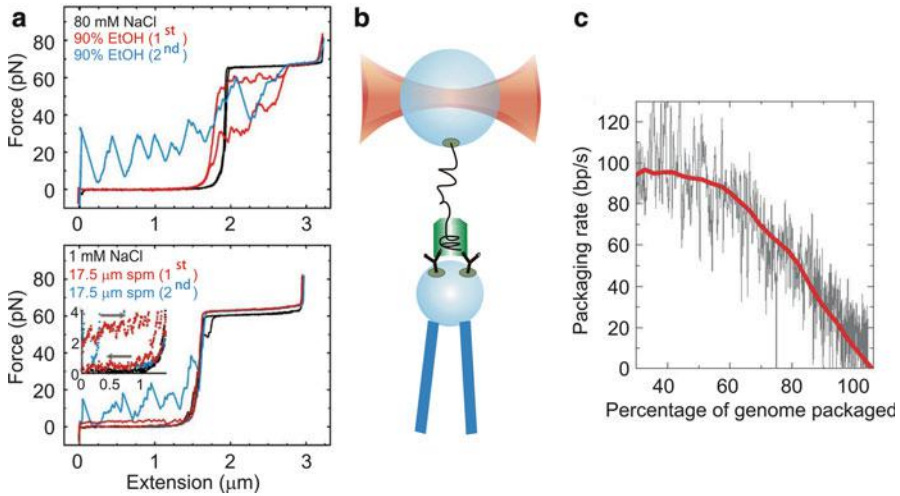 a
80 mM NaCl
90% EtOH (1st)
90% EtOH (2nd)
Force (pN)
80
60
40
20
0
0 1 2 3
1 mM NaCl
17.5 μm spm (1st)
17.5 μm spm (2nd)
4
2
0
0 0.5 1
Force (pN)
80
60
40
20
0
0 1 2 3
Extension (μm)
b
c
Packaging rate (bp/s)
120
100
80
60
40
20
0
40 60 80 100
Percentage of genome packaged